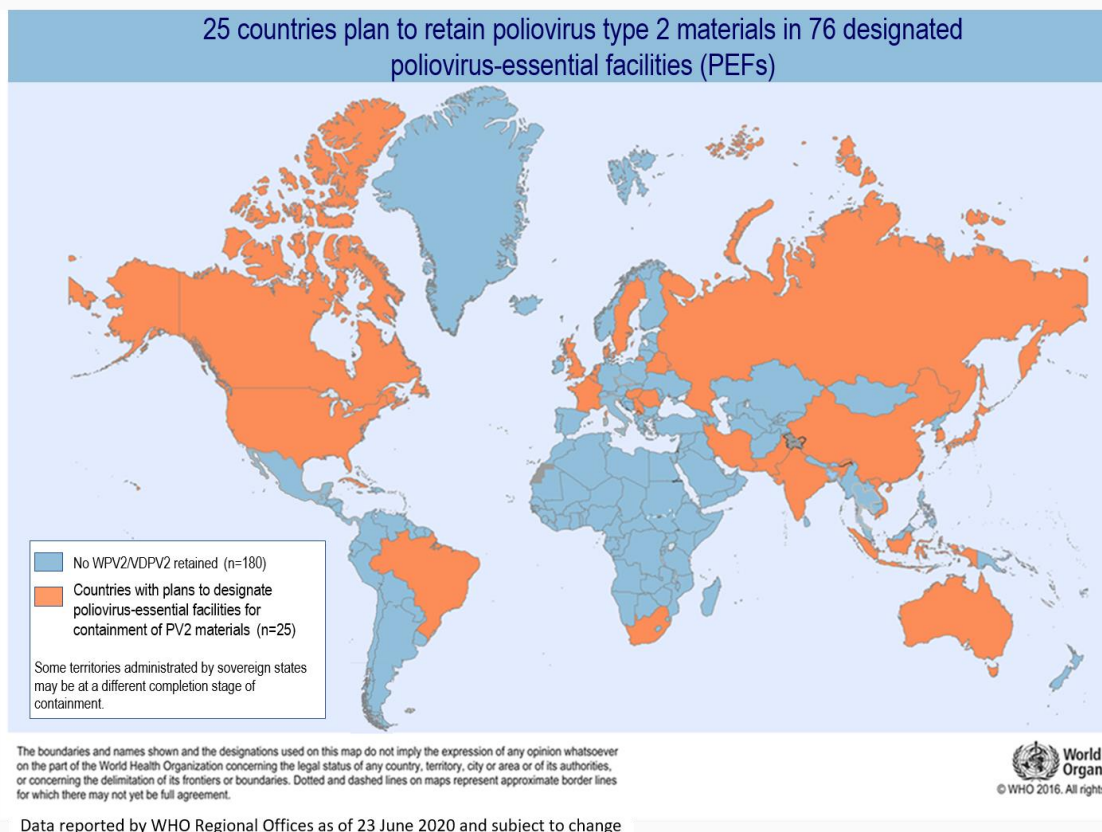 25 countries plan to retain poliovirus type 2 materials in 76 designated
poliovirus-essential facilities (PEFs)
No WPV2/VDPV2 retained (n=180)
Countries with plans to designate
poliovirus-essential facilities for
containment of PV2 materials (n=25)
Some territories administrated by sovereign states
may be at a different completion stage of
containment.
The boundaries and names shown and the designations used on this map do not imply the expression of any opinion whatsoever
on the part of the World Health Organization concerning the legal status of any country, territory, city or area or of its authorities,
or concerning the delimitation of its frontiers or boundaries. Dotted and dashed lines on maps represent approximate border lines
for which there may not yet be full agreement.
World
Organ
© WHO 2016. All rights
Data reported by WHO Regional Offices as of 23 June 2020 and subject to change